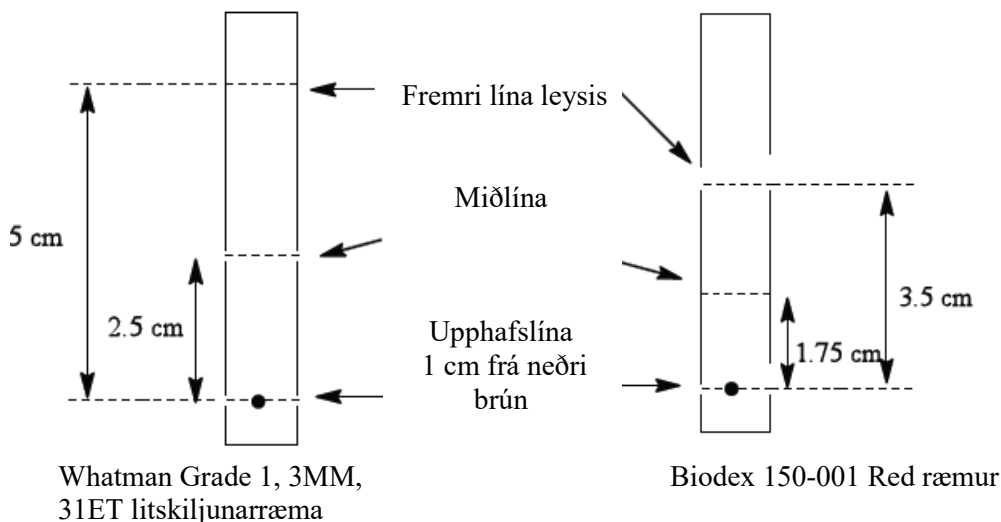 Fremri lína leysis
Miðlína
5 cm
2.5 cm
3.5 cm
1.75 cm
Upphafslína
1 cm frá neðri
brún
Whatman Grade 1, 3MM,
31ET litskiljunarræma
Biodex 150-001 Red ræmur